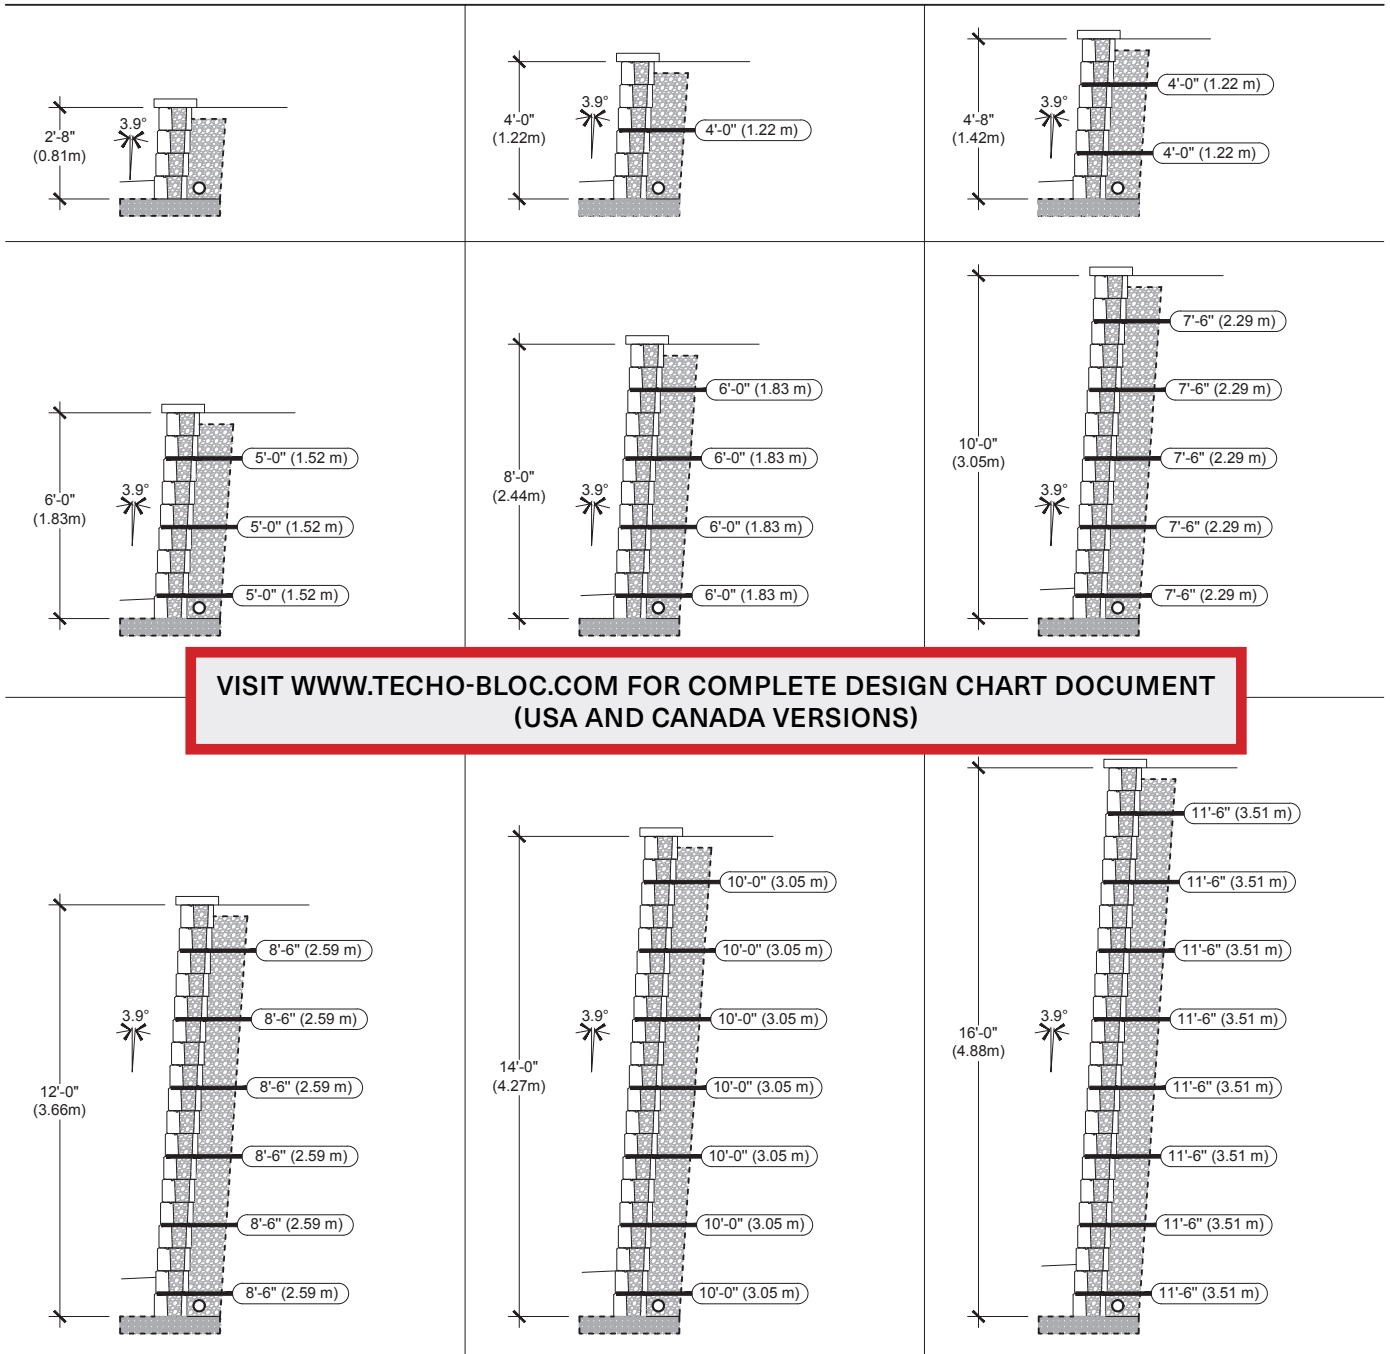 2'-8"
(0.81m)
3.9°
4'-0"
(1.22m)
3.9°
4'-0" (1.22 m)
4'-8"
(1.42m)
3.9°
4'-0" (1.22 m)
4'-0" (1.22 m)
6'-0"
(1.83m)
3.9°
5'-0" (1.52 m)
5'-0" (1.52 m)
5'-0" (1.52 m)
8'-0"
(2.44m)
3.9°
6'-0" (1.83 m)
6'-0" (1.83 m)
6'-0" (1.83 m)
6'-0" (1.83 m)
10'-0"
(3.05m)
3.9°
7'-6" (2.29 m)
7'-6" (2.29 m)
7'-6" (2.29 m)
7'-6" (2.29 m)
7'-6" (2.29 m)
VISIT WWW.TECHO-BLOC.COM FOR COMPLETE DESIGN CHART DOCUMENT
(USA AND CANADA VERSIONS)
12'-0"
(3.66m)
3.9°
8'-6" (2.59 m)
8'-6" (2.59 m)
8'-6" (2.59 m)
8'-6" (2.59 m)
8'-6" (2.59 m)
8'-6" (2.59 m)
14'-0"
(4.27m)
3.9°
10'-0" (3.05 m)
10'-0" (3.05 m)
10'-0" (3.05 m)
10'-0" (3.05 m)
10'-0" (3.05 m)
10'-0" (3.05 m)
10'-0" (3.05 m)
16'-0"
(4.88m)
3.9°
11'-6" (3.51 m)
11'-6" (3.51 m)
11'-6" (3.51 m)
11'-6" (3.51 m)
11'-6" (3.51 m)
11'-6" (3.51 m)
11'-6" (3.51 m)
11'-6" (3.51 m)